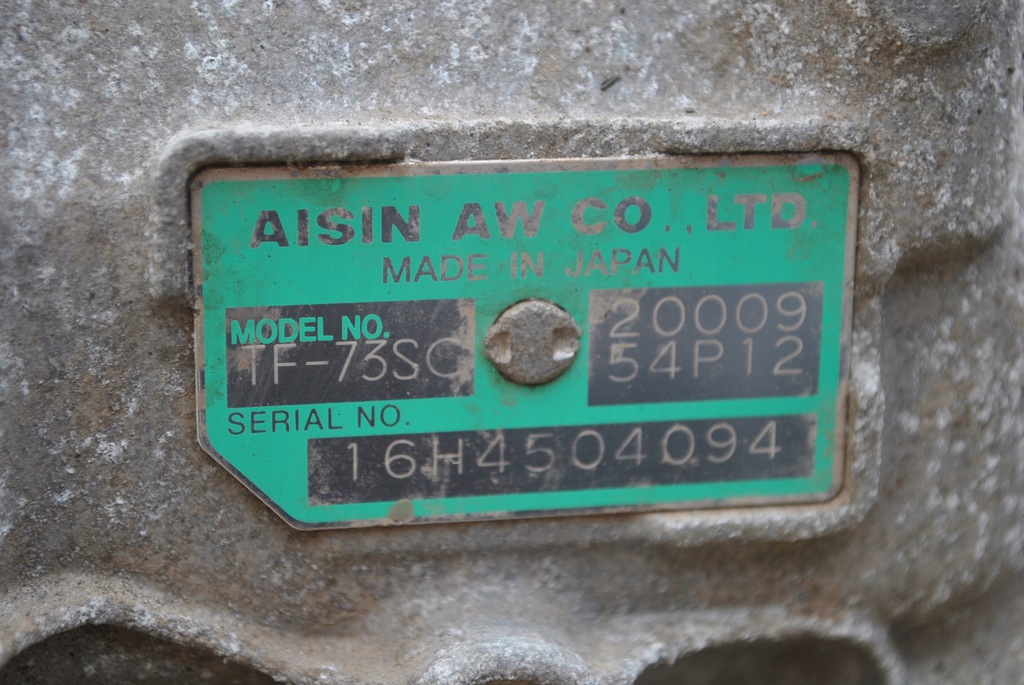 AISIN AW CO., LTD.
MADE IN JAPAN
MODEL NO.
TF-73SC
20009
54P12
SERIAL NO.
16H4504094